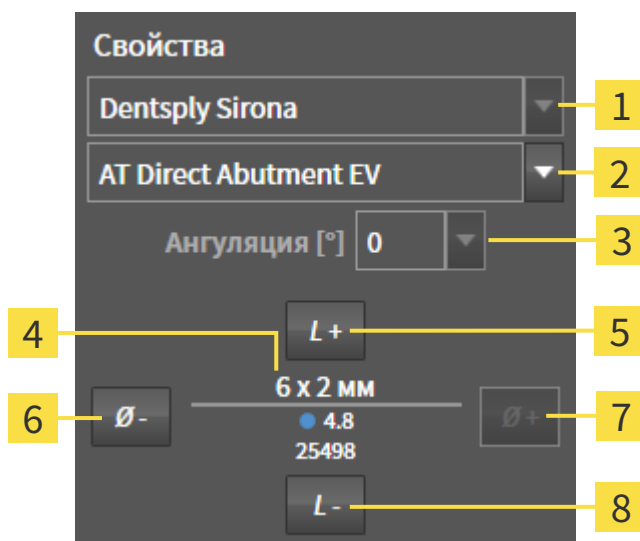 Свойства
Dentsply Sirona 1
AT Direct Abutment EV 2
Ангуляция [°] 0 3
L+ 5
4
6 x 2 мм
6 Ø- Ø+ 7
4.8
25498
L- 8